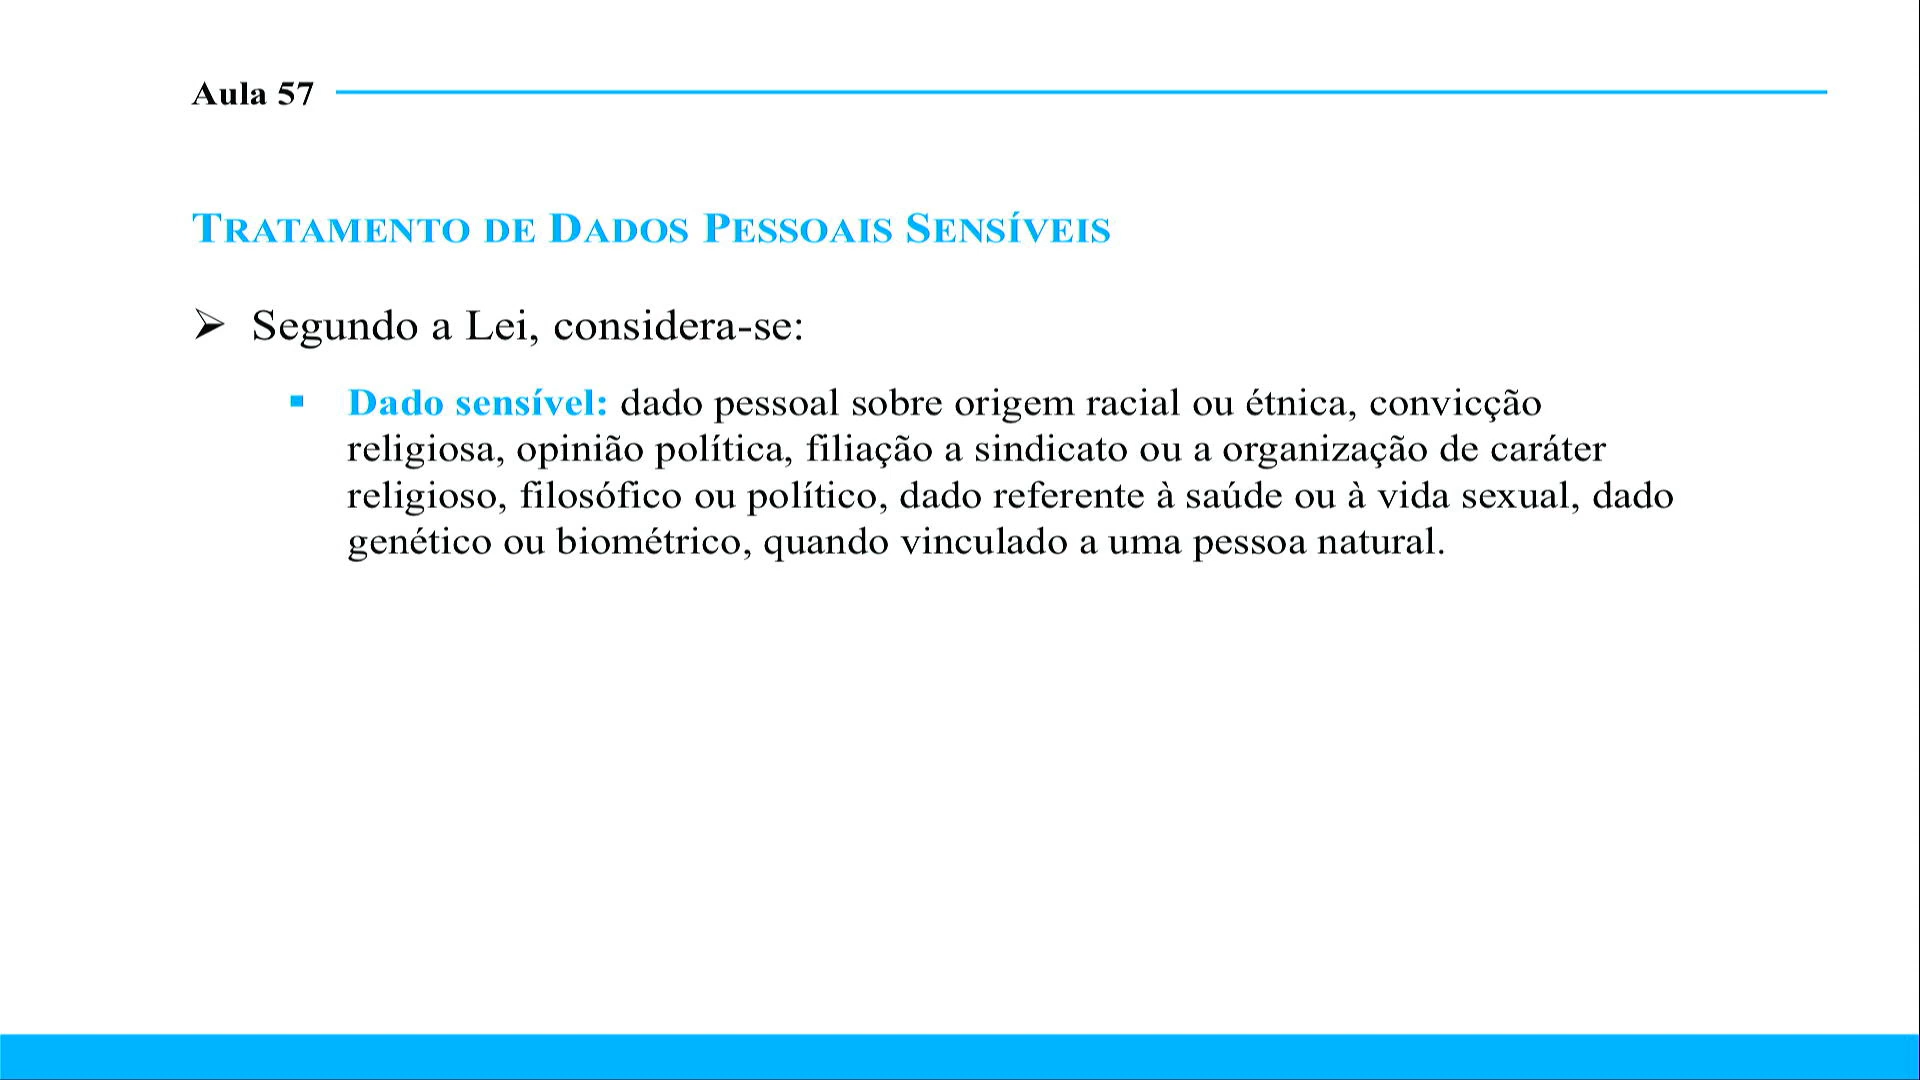 Aula 57
Tratamento de Dados Pessoais Sensíveis
Segundo a Lei, considera-se:
Dado sensível: dado pessoal sobre origem racial ou étnica, convicção
religiosa, opinião política, filiação a sindicato ou a organização de caráter
religioso, filosófico ou político, dado referente à saúde ou à vida sexual, dado
genético ou biométrico, quando vinculado a uma pessoa natural.